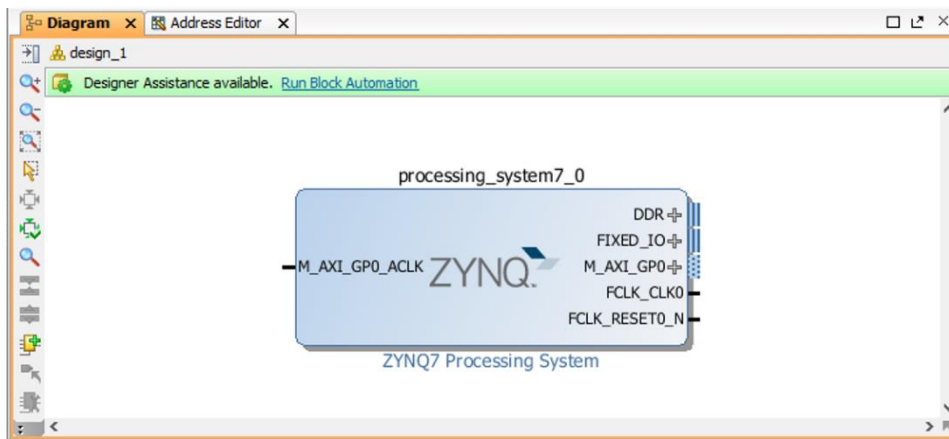 Diagram Address Editor
design_1
Designer Assistance available. Run Block Automation
processing_system7_0
DDR
FIXED_IO
M_AXI_GP0_ACLK ZYNQ. M_AXI_GP0
FCLK_CLK0
FCLK_RESET0_N
ZYNQ7 Processing System